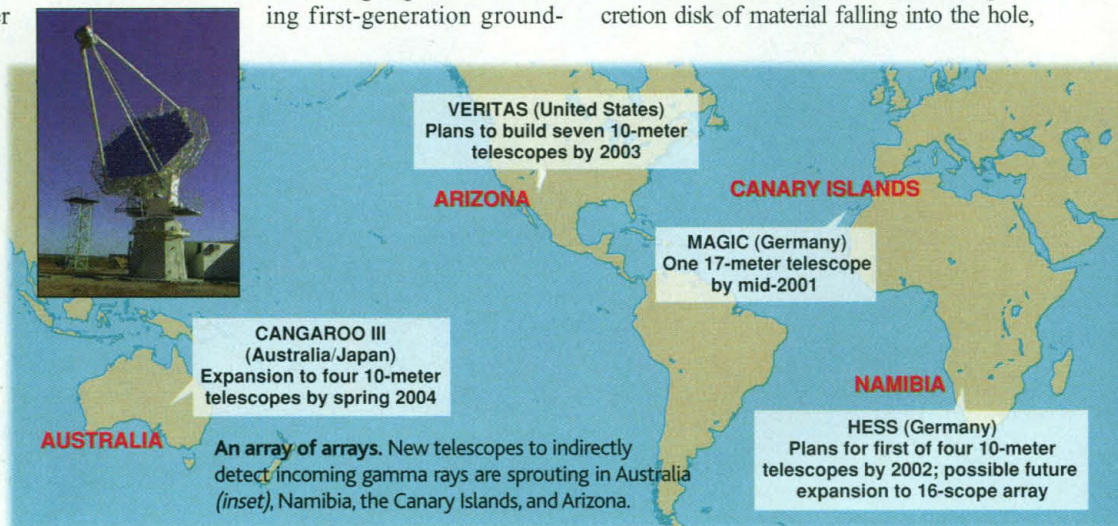 er
ing first-generation ground-
cretion disk of material falling into the hole,
VERITAS (United States)
Plans to build seven 10-meter
telescopes by 2003
ARIZONA
CANARY ISLANDS
MAGIC (Germany)
One 17-meter telescope
by mid-2001
CANGAROO III
(Australia/Japan)
Expansion to four 10-meter
telescopes by spring 2004
NAMIBIA
HESS (Germany)
Plans for first of four 10-meter
telescopes by 2002; possible future
expansion to 16-scope array
AUSTRALIA
An array of arrays. New telescopes to indirectly
detect incoming gamma rays are sprouting in Australia
(inset), Namibia, the Canary Islands, and Arizona.